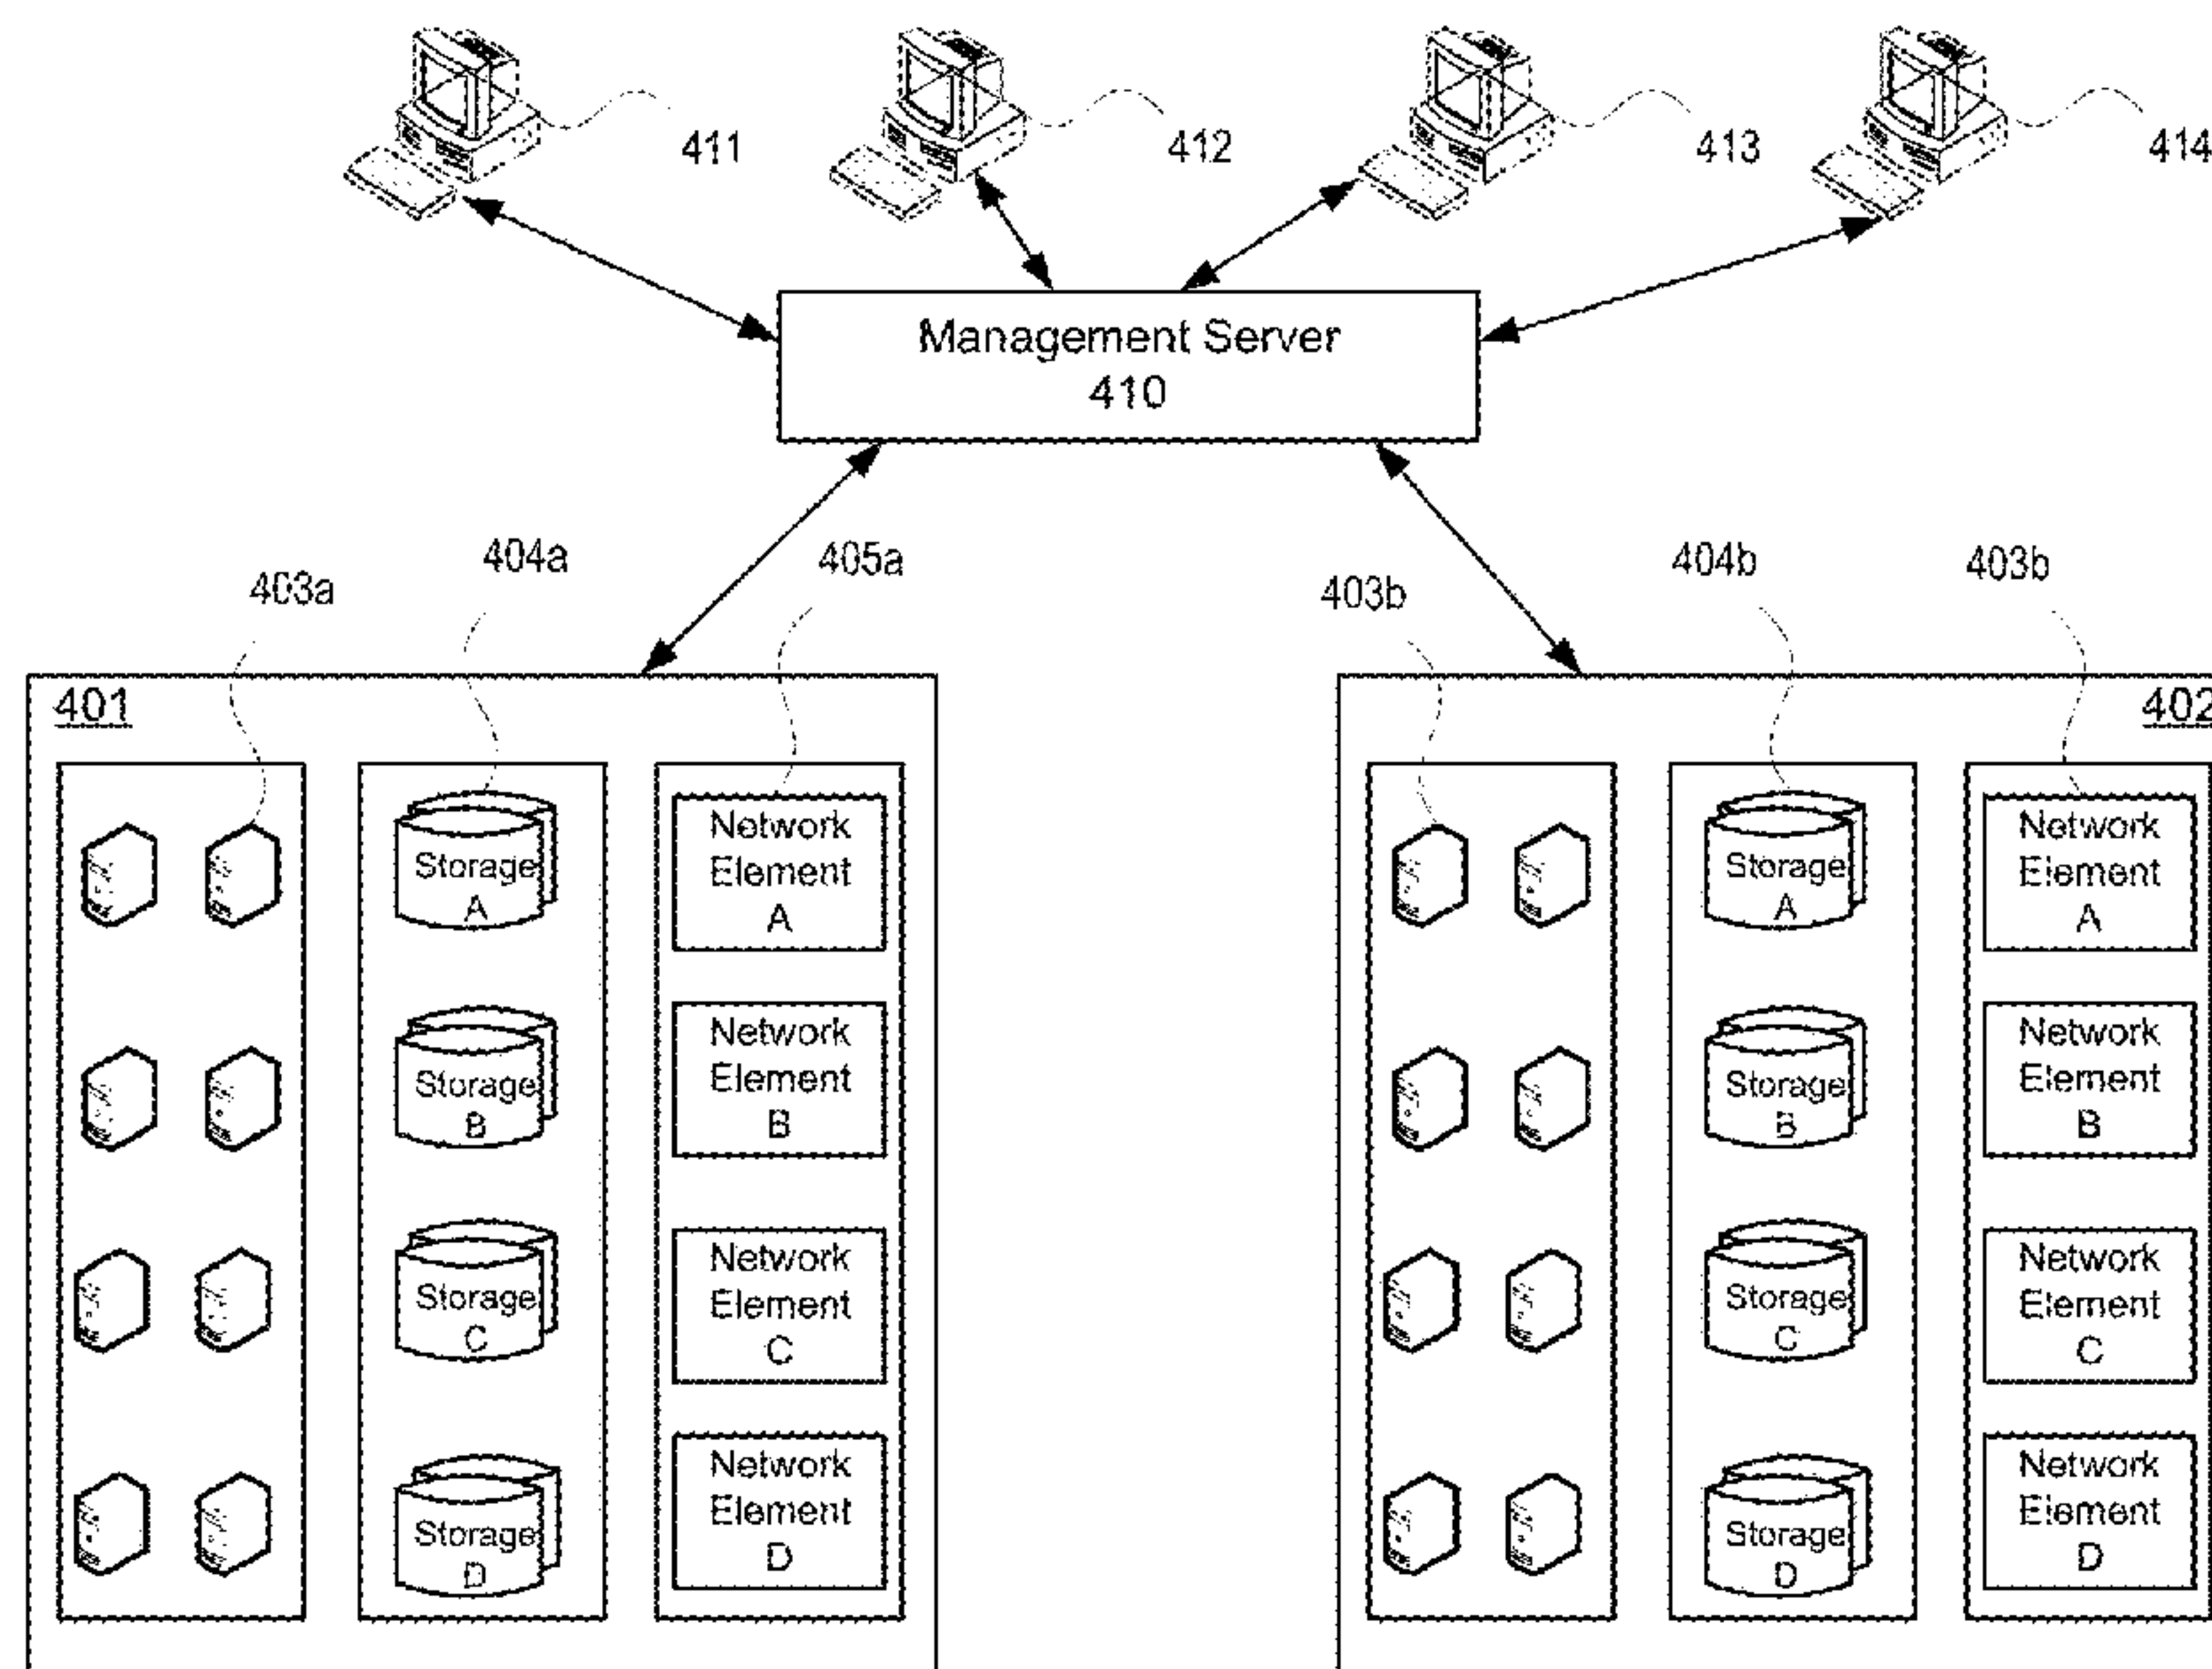 411
412
413
414
Management Server
410
403a
404a
405a
403b
404b
403b
401
Storage
A
Network
Element
A
Storage
B
Network
Element
B
Storage
C
Network
Element
C
Storage
D
Network
Element
D
402
Storage
A
Network
Element
A
Storage
B
Network
Element
B
Storage
C
Network
Element
C
Storage
D
Network
Element
D